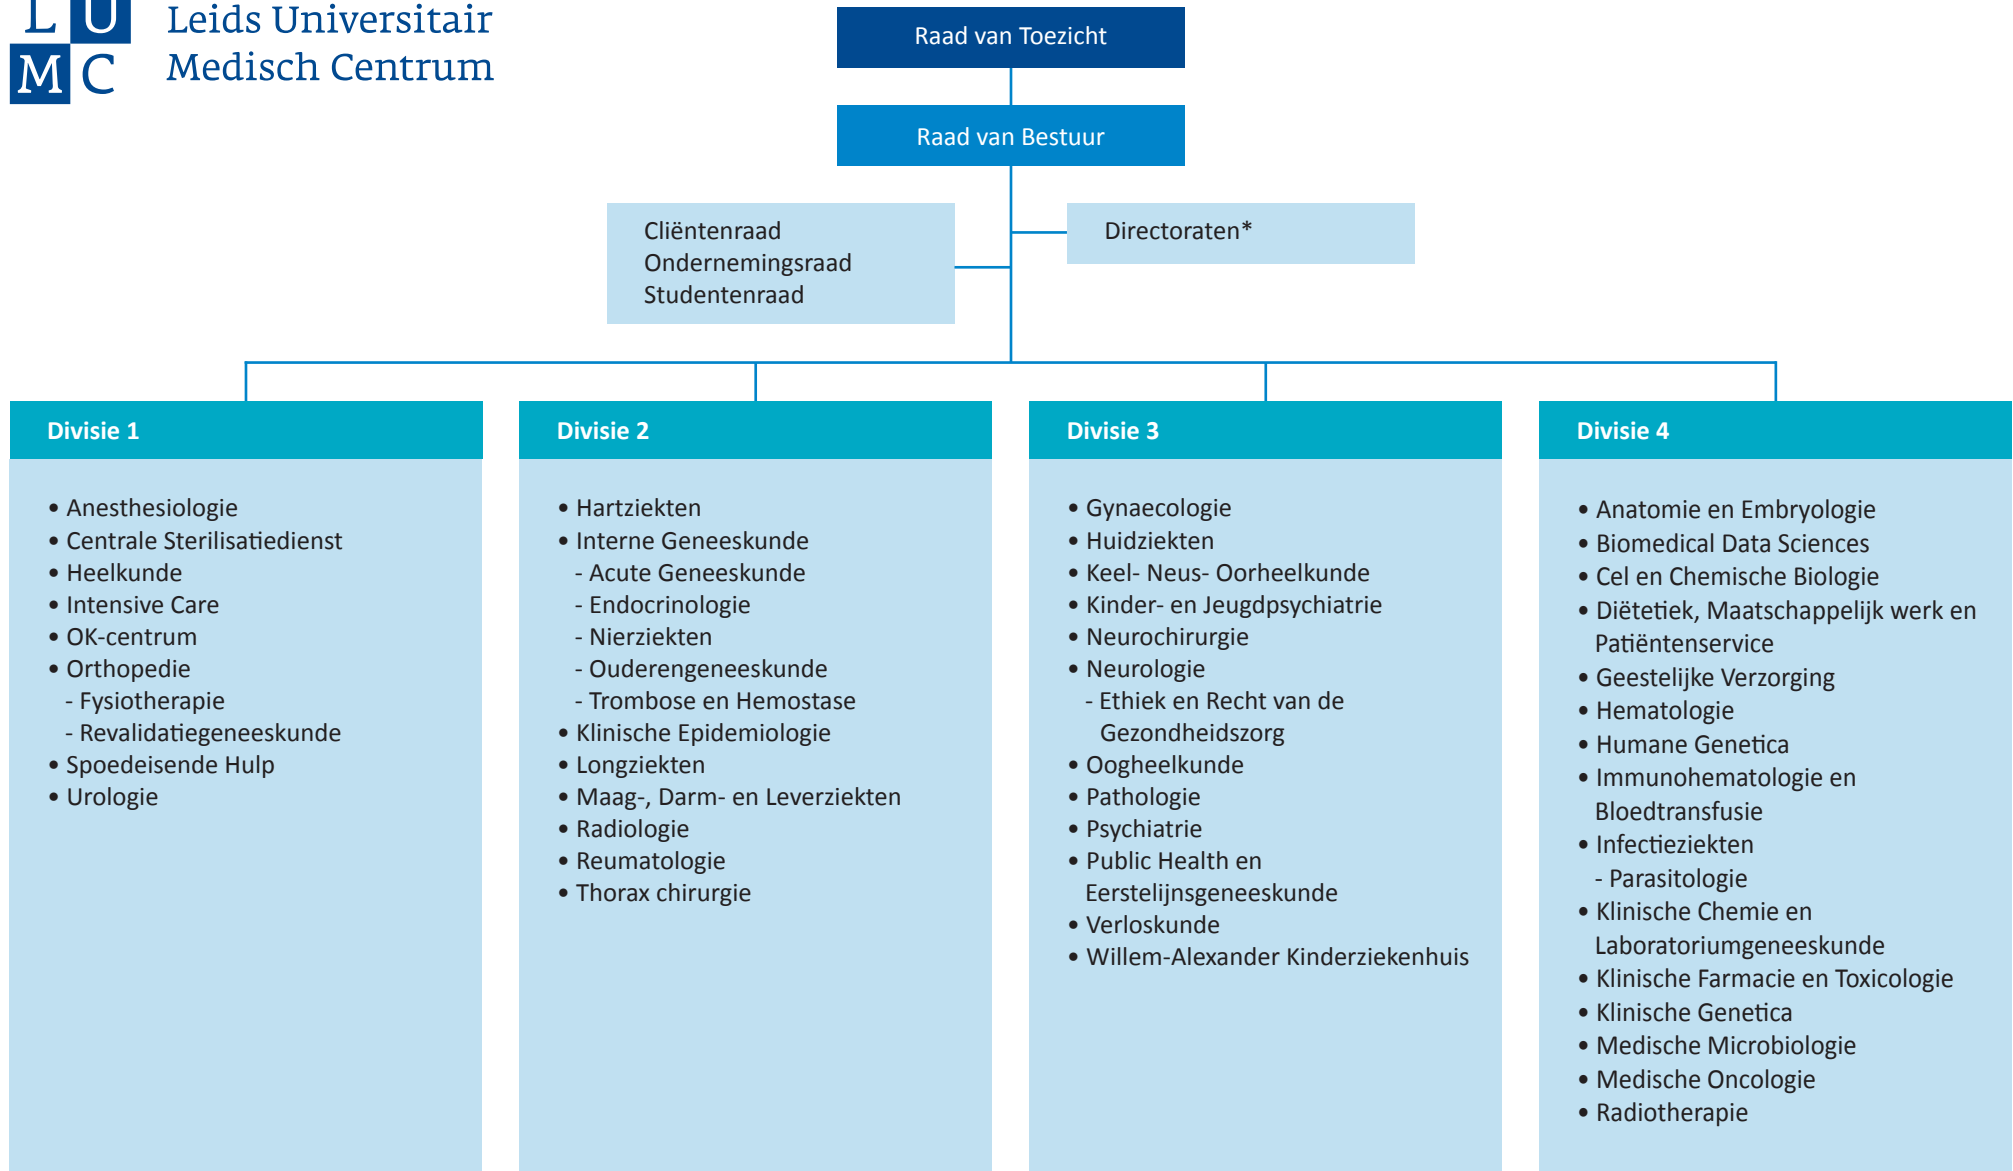 L U
M C
Leids Universitair
Medisch Centrum
Raad van Toezicht
Raad van Bestuur
Cliëntenraad
Ondernemingsraad
Studentenraad
Directoraten*
Divisie 1
• Anesthesiologie
• Centrale Sterilisatiedienst
• Heelkunde
• Intensive Care
• OK-centrum
• Orthopedie
- Fysiotherapie
- Revalidatiegeneeskunde
• Spoedeisende Hulp
• Urologie
Divisie 2
• Hartziekten
• Interne Geneeskunde
- Acute Geneeskunde
- Endocrinologie
- Nierziekten
- Ouderengeneeskunde
- Trombose en Hemostase
• Klinische Epidemiologie
• Longziekten
• Maag-, Darm- en Leverziekten
• Radiologie
• Reumatologie
• Thorax chirurgie
Divisie 3
• Gynaecologie
• Huidziekten
• Keel- Neus- Oorheelkunde
• Kinder- en Jeugdpsychiatrie
• Neurochirurgie
• Neurologie
- Ethiek en Recht van de
Gezondheidszorg
• Oogheelkunde
• Pathologie
• Psychiatrie
• Public Health en
Eerstelijnsgeneeskunde
• Verloskunde
• Willem-Alexander Kinderziekenhuis
Divisie 4
• Anatomie en Embryologie
• Biomedical Data Sciences
• Cel en Chemische Biologie
• Diëtetiek, Maatschappelijk werk en
Patiëntenservice
• Geestelijke Verzorging
• Hematologie
• Humane Genetica
• Immunohematologie en
Bloedtransfusie
• Infectieziekten
- Parasitologie
• Klinische Chemie en
Laboratoriumgeneeskunde
• Klinische Farmacie en Toxicologie
• Klinische Genetica
• Medische Microbiologie
• Medische Oncologie
• Radiotherapie